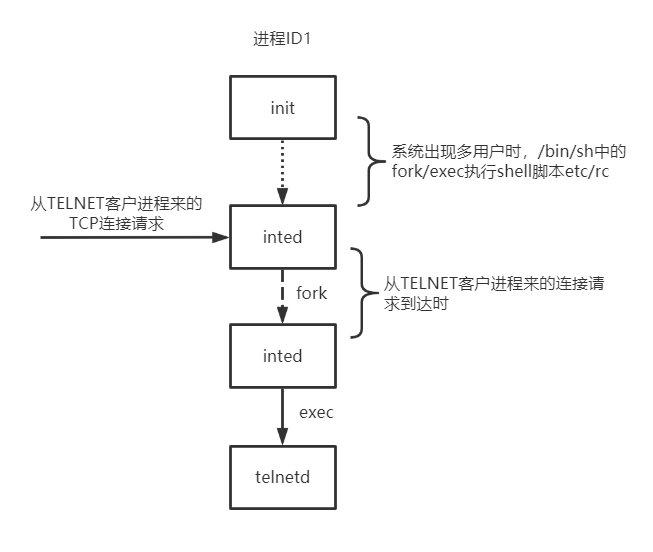 进程ID1
init
系统出现多用户时，/bin/sh中的
fork/exec执行shell脚本etc/rc
从TELNET客户进程来的
TCP连接请求
inted
从TELNET客户进程来的连接请
求到达时
fork
inted
exec
telnetd